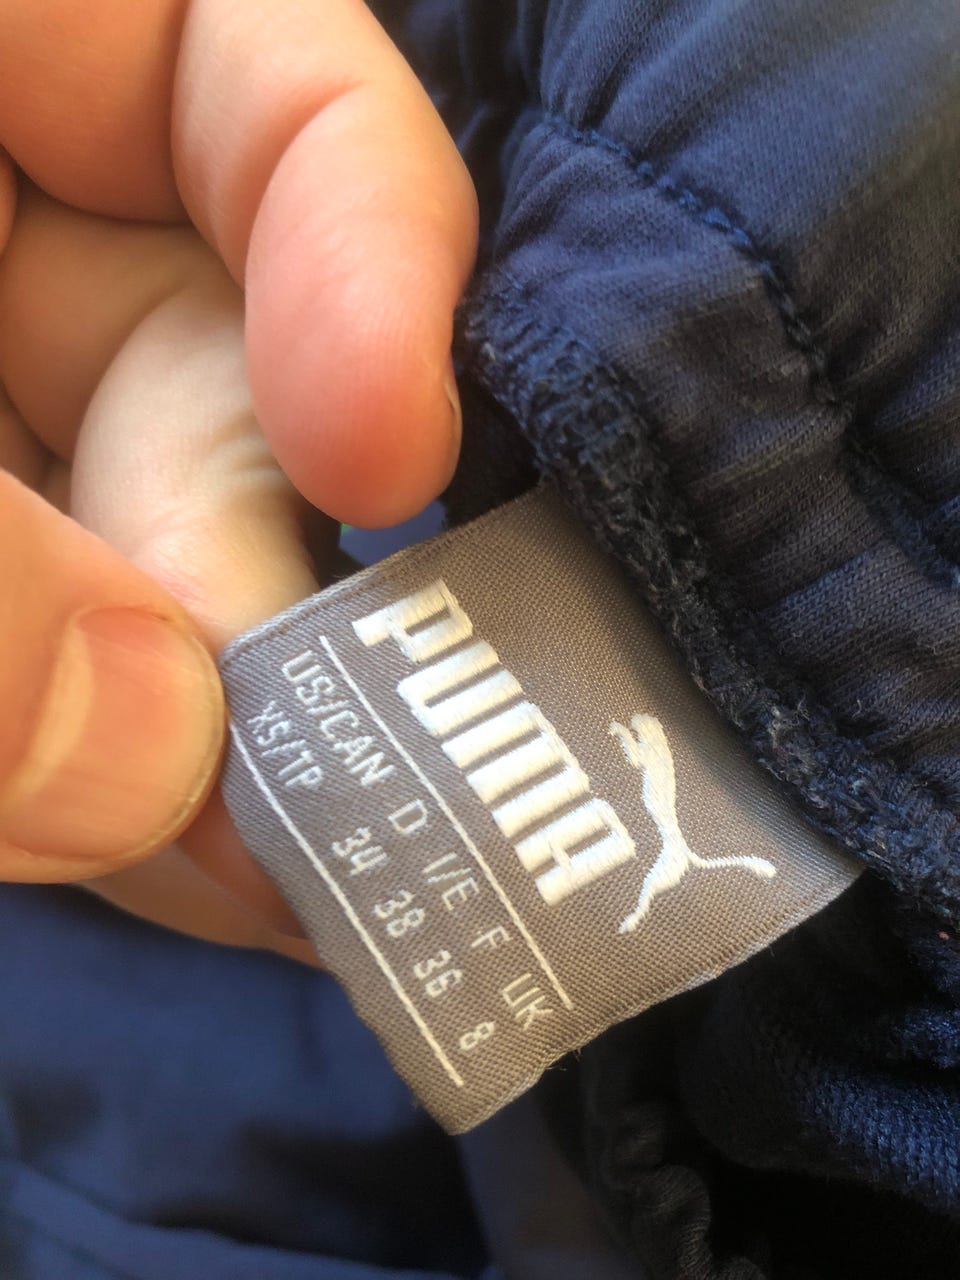 PUMA
US/CAN D I/E F UK
XS/TP 34 38 36 8